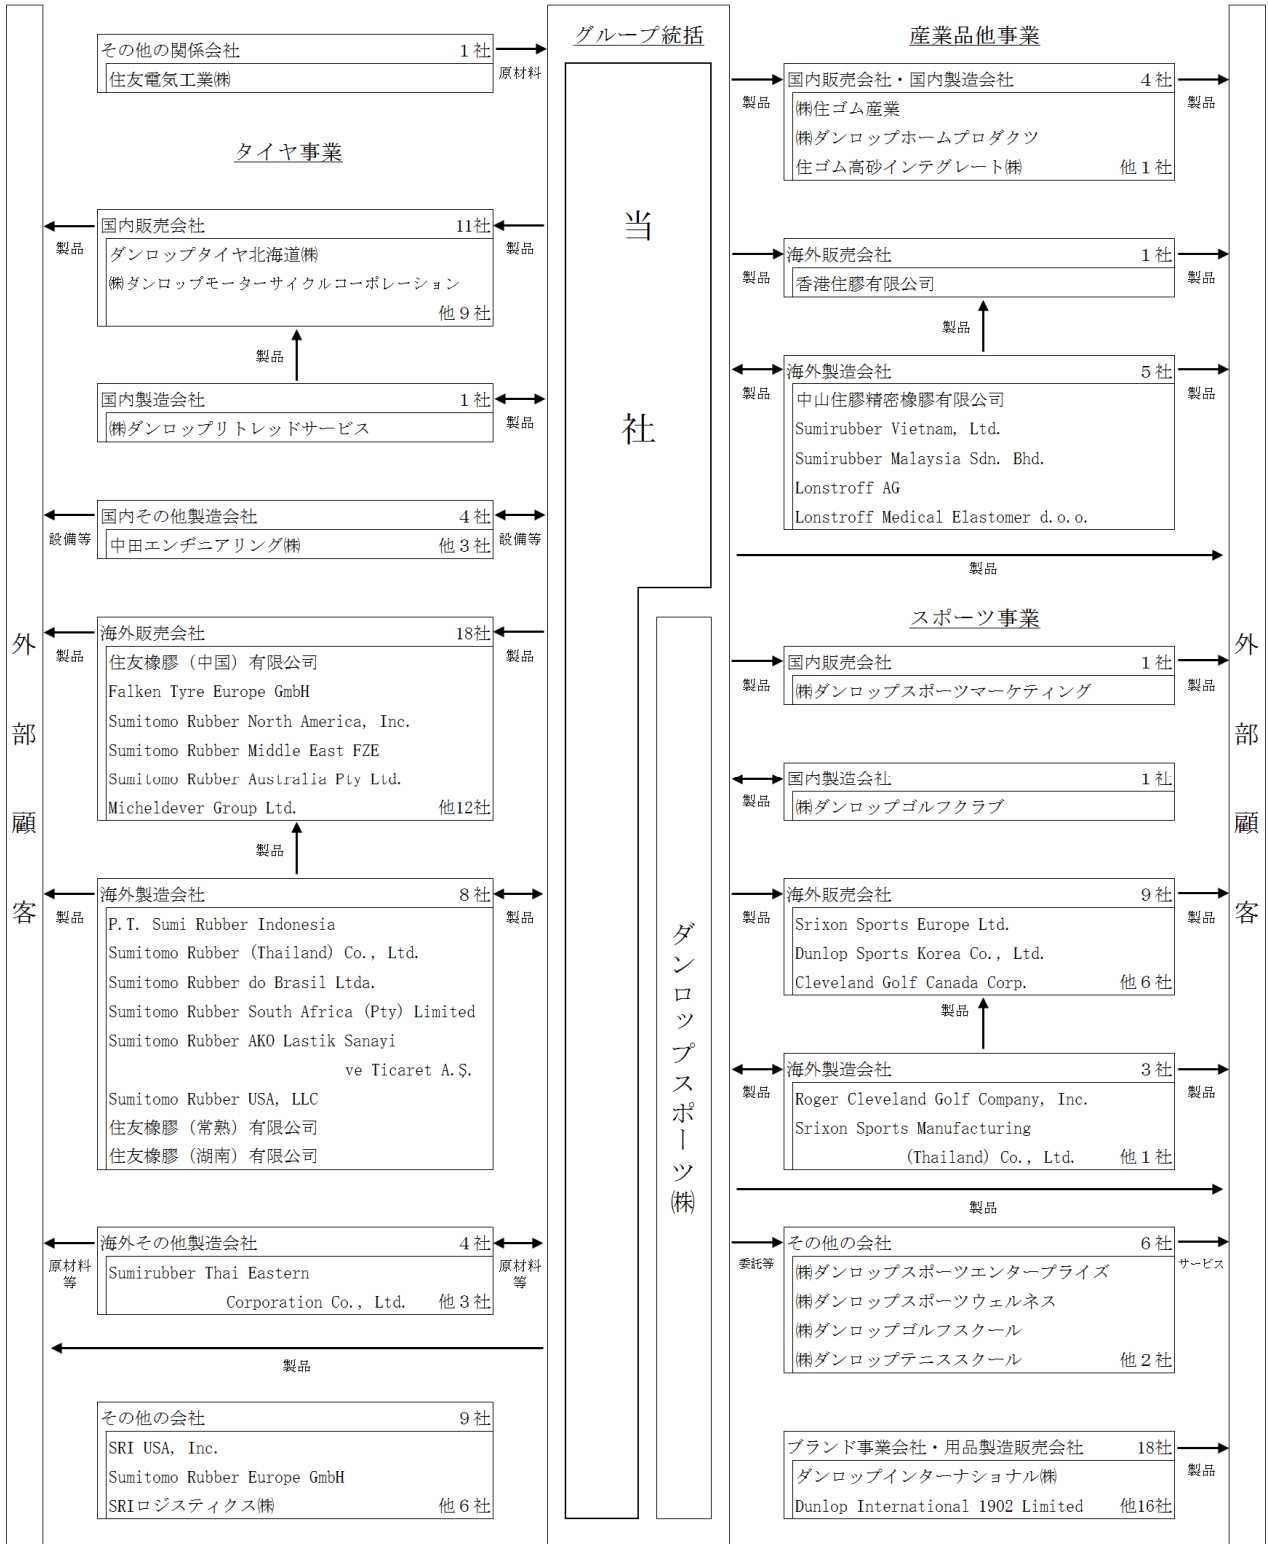 外部顧客
その他の関係会社 1社
住友電気工業㈱
原材料
タイヤ事業
国内販売会社 11社
ダンロップタイヤ北海道㈱
㈱ダンロップモーターサイクルコーポレーション
他9社
製品
製品
製品
国内製造会社 1社
㈱ダンロップリトレッドサービス
製品
国内その他製造会社 4社
中田エンヂニアリング㈱ 他3社
設備等
設備等
海外販売会社 18社
住友橡膠（中国）有限公司
Falken Tyre Europe GmbH
Sumitomo Rubber North America, Inc.
Sumitomo Rubber Middle East FZE
Sumitomo Rubber Australia Pty Ltd.
Micheldever Group Ltd. 他12社
製品
製品
製品
海外製造会社 8社
P.T. Sumi Rubber Indonesia
Sumitomo Rubber (Thailand) Co., Ltd.
Sumitomo Rubber do Brasil Ltda.
Sumitomo Rubber South Africa (Pty) Limited
Sumitomo Rubber AKO Lastik Sanayi
ve Ticaret A.Ş.
Sumitomo Rubber USA, LLC
住友橡膠（常熟）有限公司
住友橡膠（湖南）有限公司
製品
製品
海外その他製造会社 4社
Sumirubber Thai Eastern
Corporation Co., Ltd. 他3社
原材料
等
原材料
等
製品
その他の会社 9社
SRI USA, Inc.
Sumitomo Rubber Europe GmbH
SRIロジスティクス㈱ 他6社
グループ統括
当社
ダンロップスポーツ㈱
産業品他事業
国内販売会社・国内製造会社 4社
㈱住ゴム産業
㈱ダンロップホームプロダクツ
住ゴム高砂インテグレート㈱ 他1社
製品
製品
海外販売会社 1社
香港住膠有限公司
製品
製品
製品
海外製造会社 5社
中山住膠精密橡膠有限公司
Sumirubber Vietnam, Ltd.
Sumirubber Malaysia Sdn. Bhd.
Lonstroff AG
Lonstroff Medical Elastomer d.o.o.
製品
製品
製品
スポーツ事業
国内販売会社 1社
㈱ダンロップスポーツマーケティング
製品
製品
国内製造会社 1社
㈱ダンロップゴルフクラブ
製品
海外販売会社 9社
Srixon Sports Europe Ltd.
Dunlop Sports Korea Co., Ltd.
Cleveland Golf Canada Corp. 他6社
製品
製品
製品
海外製造会社 3社
Roger Cleveland Golf Company, Inc.
Srixon Sports Manufacturing
(Thailand) Co., Ltd. 他1社
製品
製品
製品
その他の会社 6社
㈱ダンロップスポーツエンタープライズ
㈱ダンロップスポーツウェルネス
㈱ダンロップゴルフスクール
㈱ダンロップテニススクール 他2社
委託等
サービス
ブランド事業会社・用品製造販売会社 18社
ダンロップインターナショナル㈱
Dunlop International 1902 Limited 他16社
製品
外部顧客